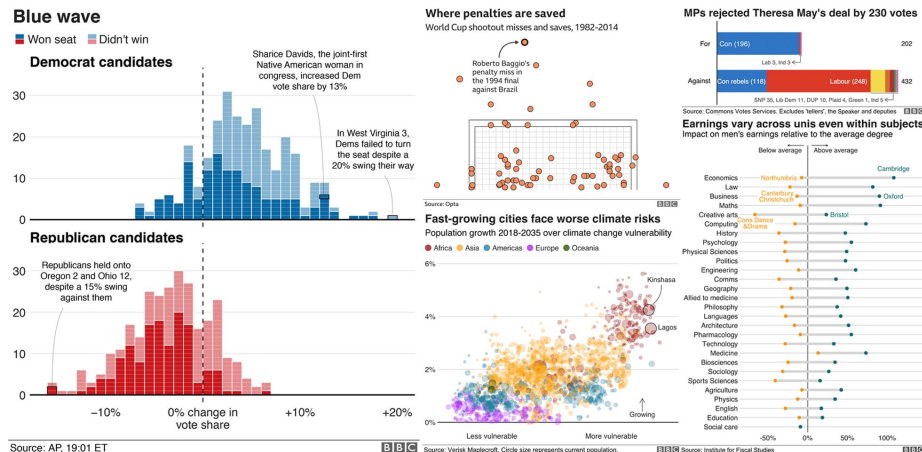 Blue wave
Won seat
Didn't win
Democrat candidates
Sharice Davids, the joint-first
Native American woman in
congress, increased Dem
vote share by 13%
In West Virginia 3,
Dems failed to turn
the seat despite a
20% swing their way
30
20
10
0
Republican candidates
Republicans held onto
Oregon 2 and Ohio 12,
despite a 15% swing
against them
30
20
10
0
−10%
0% change in
vote share
+10%
+20%
Source: AP, 19:01 ET
BBC
Where penalties are saved
World Cup shootout misses and saves, 1982-2014
Roberto Baggio's
penalty miss in
the 1994 final
against Brazil
Source: Opta
BBC
Fast-growing cities face worse climate risks
Population growth 2018-2035 over climate change vulnerability
Africa
Asia
Americas
Europe
Oceania
6%
4%
2%
0%
Kinshasa
Lagos
Growing
Less vulnerable
More vulnerable
Source: Verisk Maplecroft. Circle size represents current population.
BBC
MPs rejected Theresa May's deal by 230 votes
For
Con (196)
202
Lab 3, Ind 3
Against
Con rebels (118)
Labour (248)
432
SNP 35, Lib Dem 11, DUP 10, Plaid 4, Green 1, Ind 5
Source: Commons Votes Services. Excludes 'tellers', the Speaker and deputies
BBC
Earnings vary across unis even within subjects
Impact on men's earnings relative to the average degree
Below average
Above average
Cambridge
Economics
Northumbria
Law
Business
Canterbury
Christchurch
Oxford
Maths
Creative arts
Bristol
Computing
Cons Dance
&Drama
History
Psychology
Physical Sciences
Politics
Engineering
Comms
Geography
Allied to medicine
Philosophy
Languages
Architecture
Pharmacology
Technology
Medicine
Biosciences
Sociology
Sport Sciences
Agriculture
Physics
English
Education
Social care
-50%
0%
50%
100%
Source: Institute for Fiscal Studies
BBC